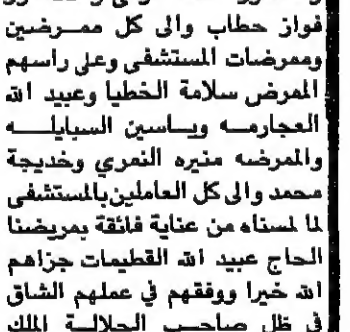 فواز حطاب والى كل ممرضين
وممرضات المستشفى وعلى راسهم
الممرض سلامة الخطيا وعبيد الله
العجارمه وياسين السبايله
والممرضه منيره النمري وخديجة
محمد والى كل العاملين بالمستشفى
لما لمسناه من عناية فائقة بمريضنا
الحاج عبيد الله القطيمات جزاهم
الله خيرا ووفقهم في عملهم الشاق
في ظل صاحب الجلالة الملك